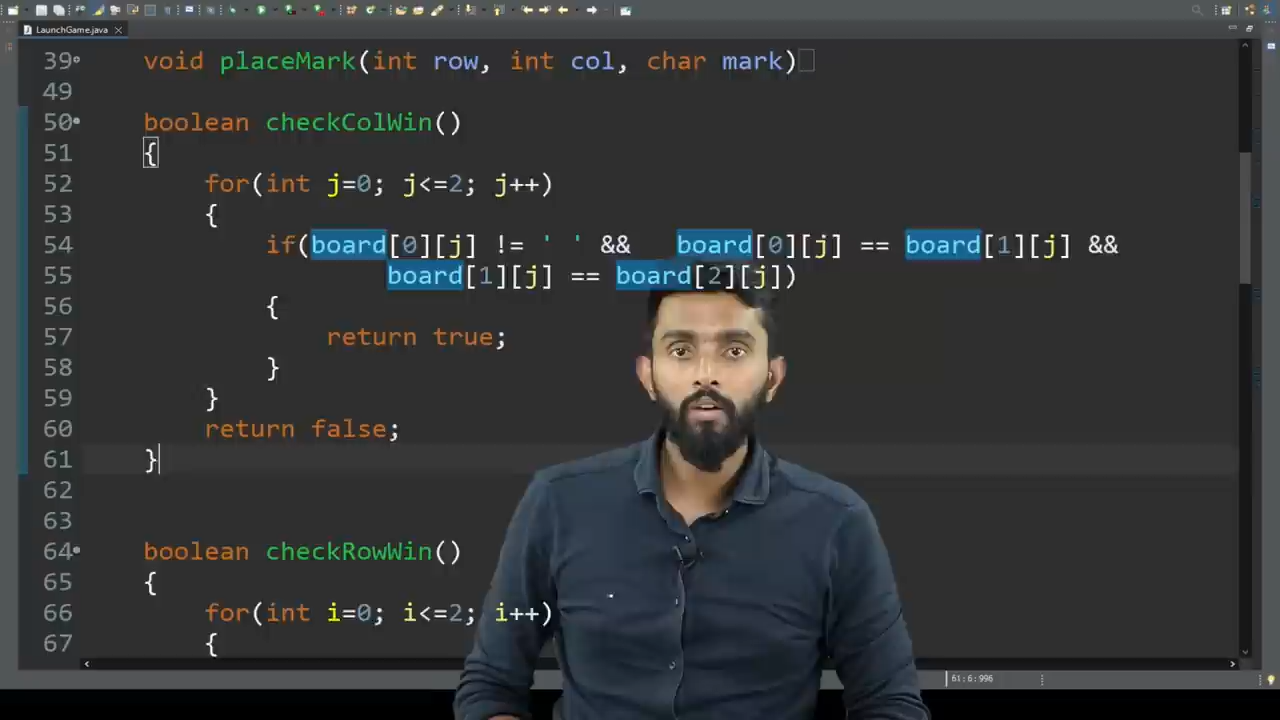 LaunchGame.java
39 void placeMark(int row, int col, char mark)
49
50 boolean checkColWin()
51 {
52 for(int j=0; j<=2; j++)
53 {
54 if(board[0][j] != ' ' && board[0][j] == board[1][j] &&
55 board[1][j] == board[2][j])
56 {
57 return true;
58 }
59 }
60 return false;
61 }
62
63
64 boolean checkRowWin()
65 {
66 for(int i=0; i<=2; i++)
67 {
61:6:996